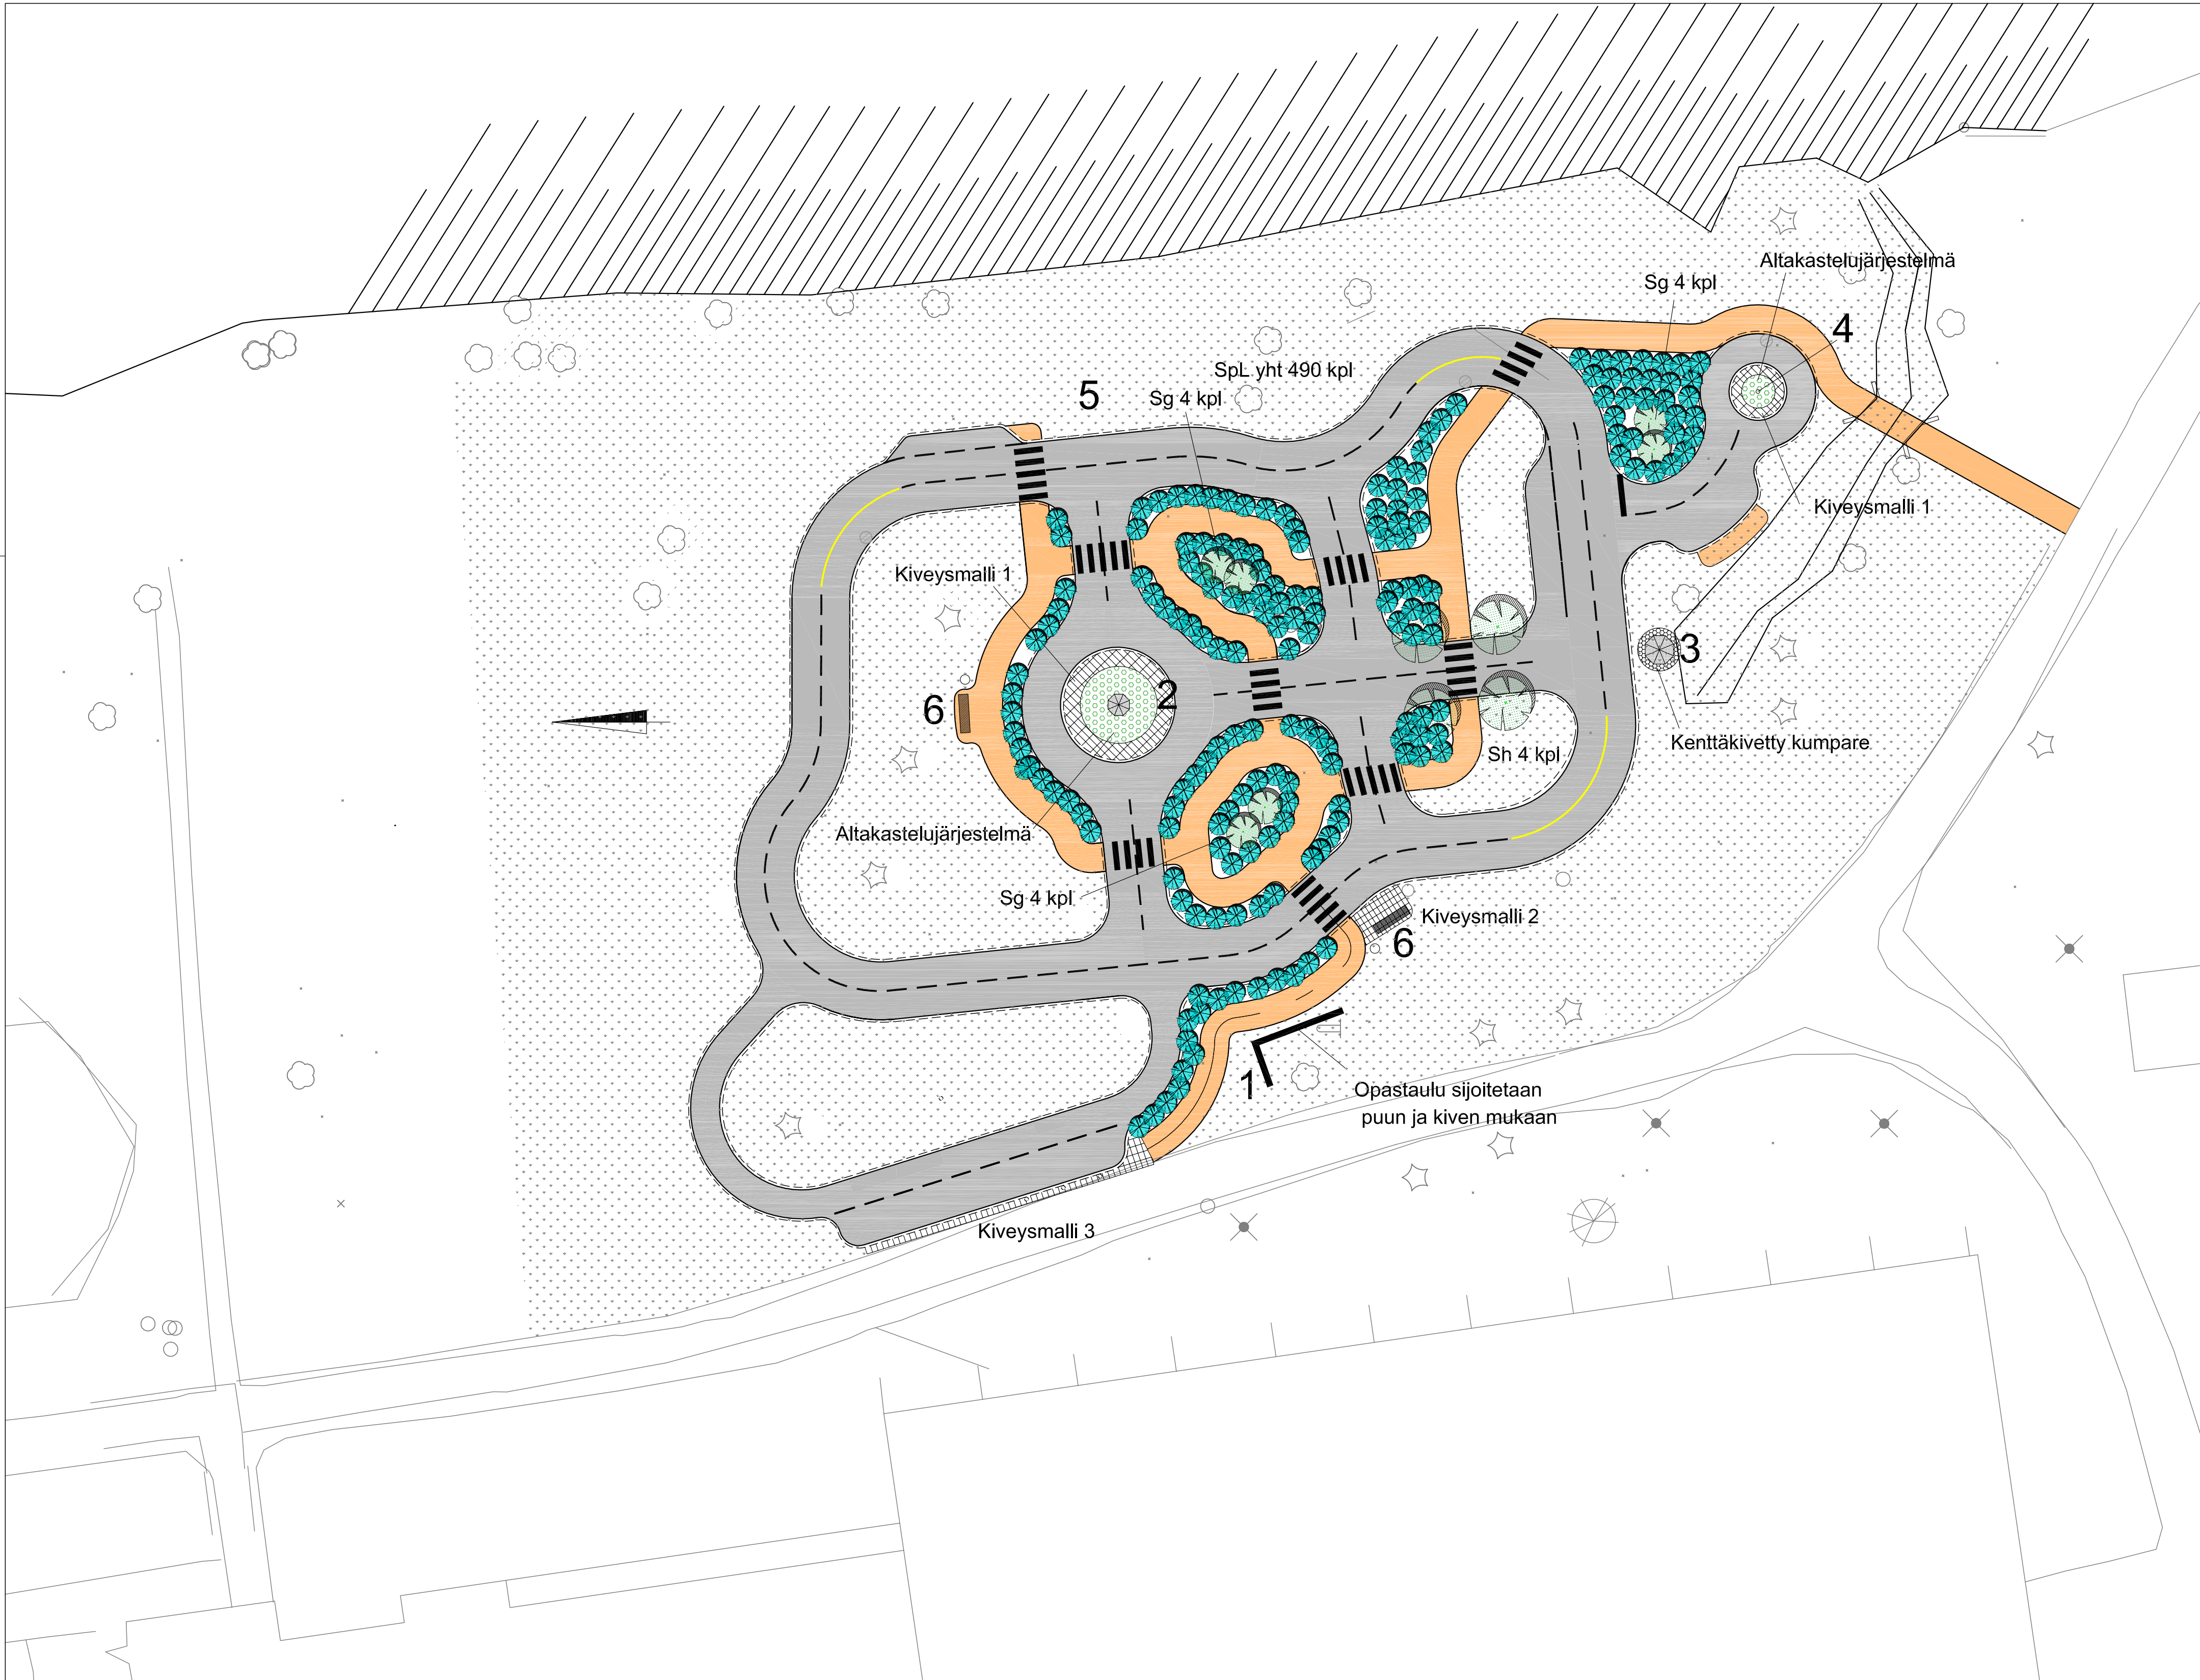 Altakastelujärjestelmä
Sg 4 kpl
4
SpL yht 490 kpl
5
Sg 4 kpl
Kiveysmalli 1
Kiveysmalli 1
3
2
6
Kenttäkivetty kumpare
Sh 4 kpl
Altakastelujärjestelmä
Sg 4 kpl
Kiveysmalli 2
6
1
Opastaulu sijoitetaan
puun ja kiven mukaan
Kiveysmalli 3